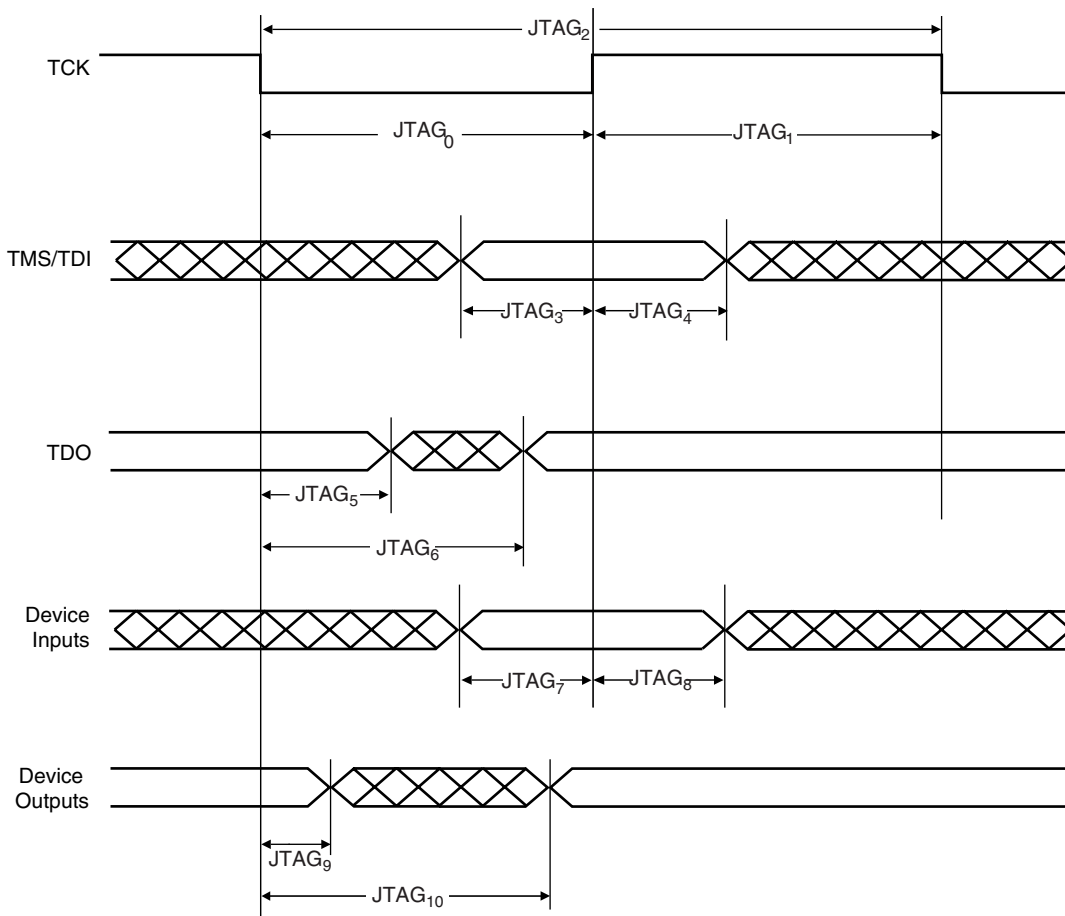 JTAG₂
TCK
JTAG₀
JTAG₁
TMS/TDI
JTAG₃
JTAG₄
TDO
JTAG₅
JTAG₆
Device
Inputs
JTAG₇
JTAG₈
Device
Outputs
JTAG₉
JTAG₁₀